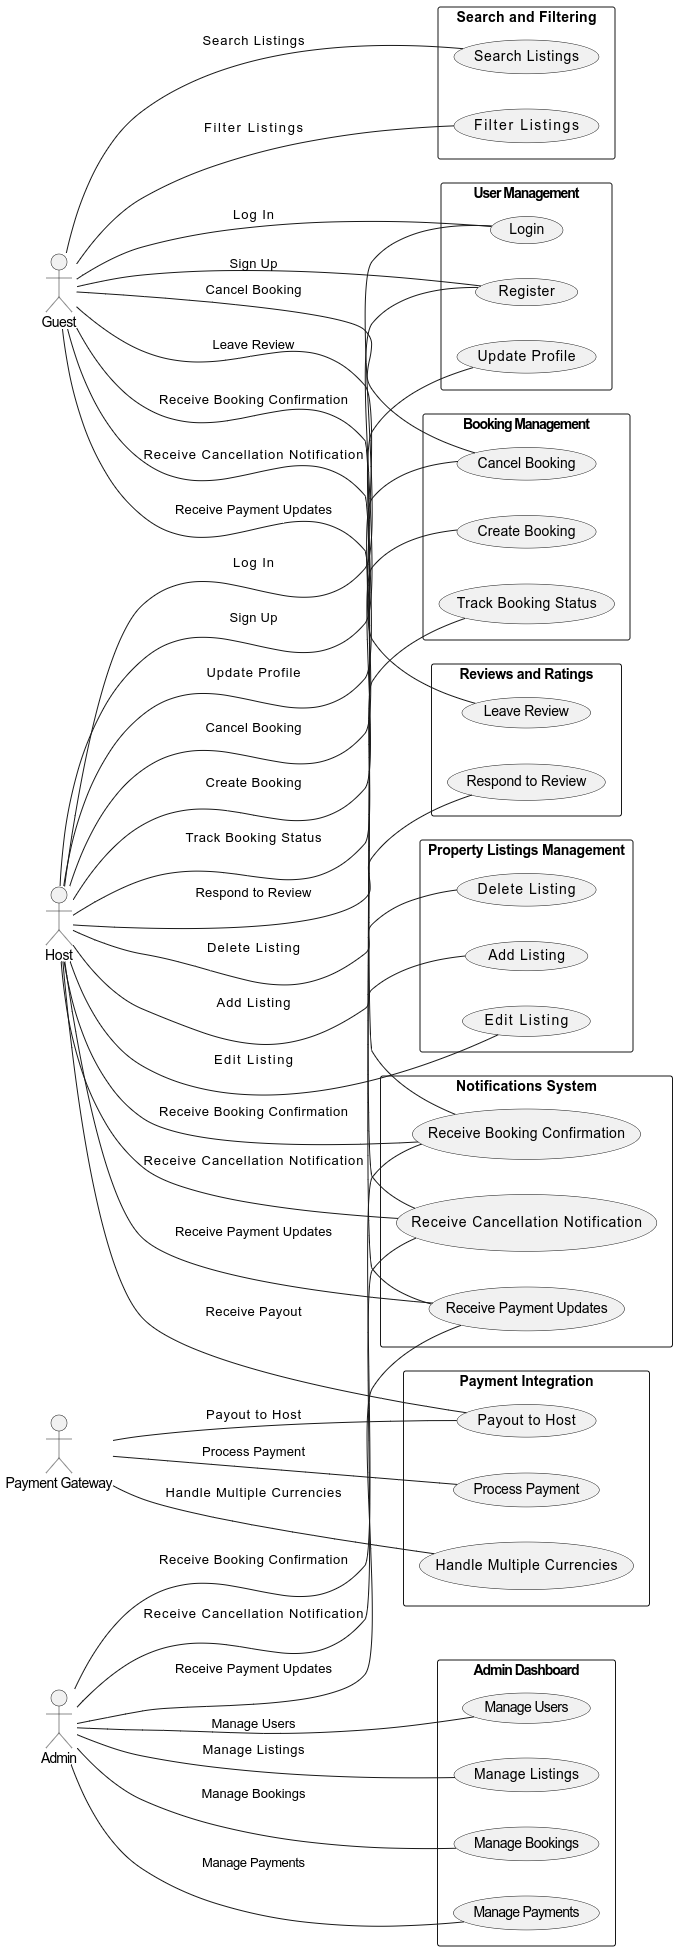 Search and Filtering
Search Listings
Search Listings
Filter Listings
Filter Listings
User Management
Log In
Login
Sign Up
Register
Cancel Booking
Guest
Leave Review
Update Profile
Receive Booking Confirmation
Booking Management
Receive Cancellation Notification
Cancel Booking
Receive Payment Updates
Create Booking
Log In
Track Booking Status
Sign Up
Update Profile
Reviews and Ratings
Leave Review
Cancel Booking
Create Booking
Respond to Review
Track Booking Status
Property Listings Management
Respond to Review
Delete Listing
Host
Delete Listing
Add Listing
Add Listing
Edit Listing
Edit Listing
Notifications System
Receive Booking Confirmation
Receive Booking Confirmation
Receive Cancellation Notification
Receive Cancellation Notification
Receive Payment Updates
Receive Payment Updates
Receive Payout
Payment Integration
Payout to Host
Payout to Host
Process Payment
Payment Gateway
Process Payment
Handle Multiple Currencies
Handle Multiple Currencies
Receive Booking Confirmation
Receive Cancellation Notification
Receive Payment Updates
Admin Dashboard
Manage Users
Manage Users
Admin
Manage Listings
Manage Listings
Manage Bookings
Manage Bookings
Manage Payments
Manage Payments